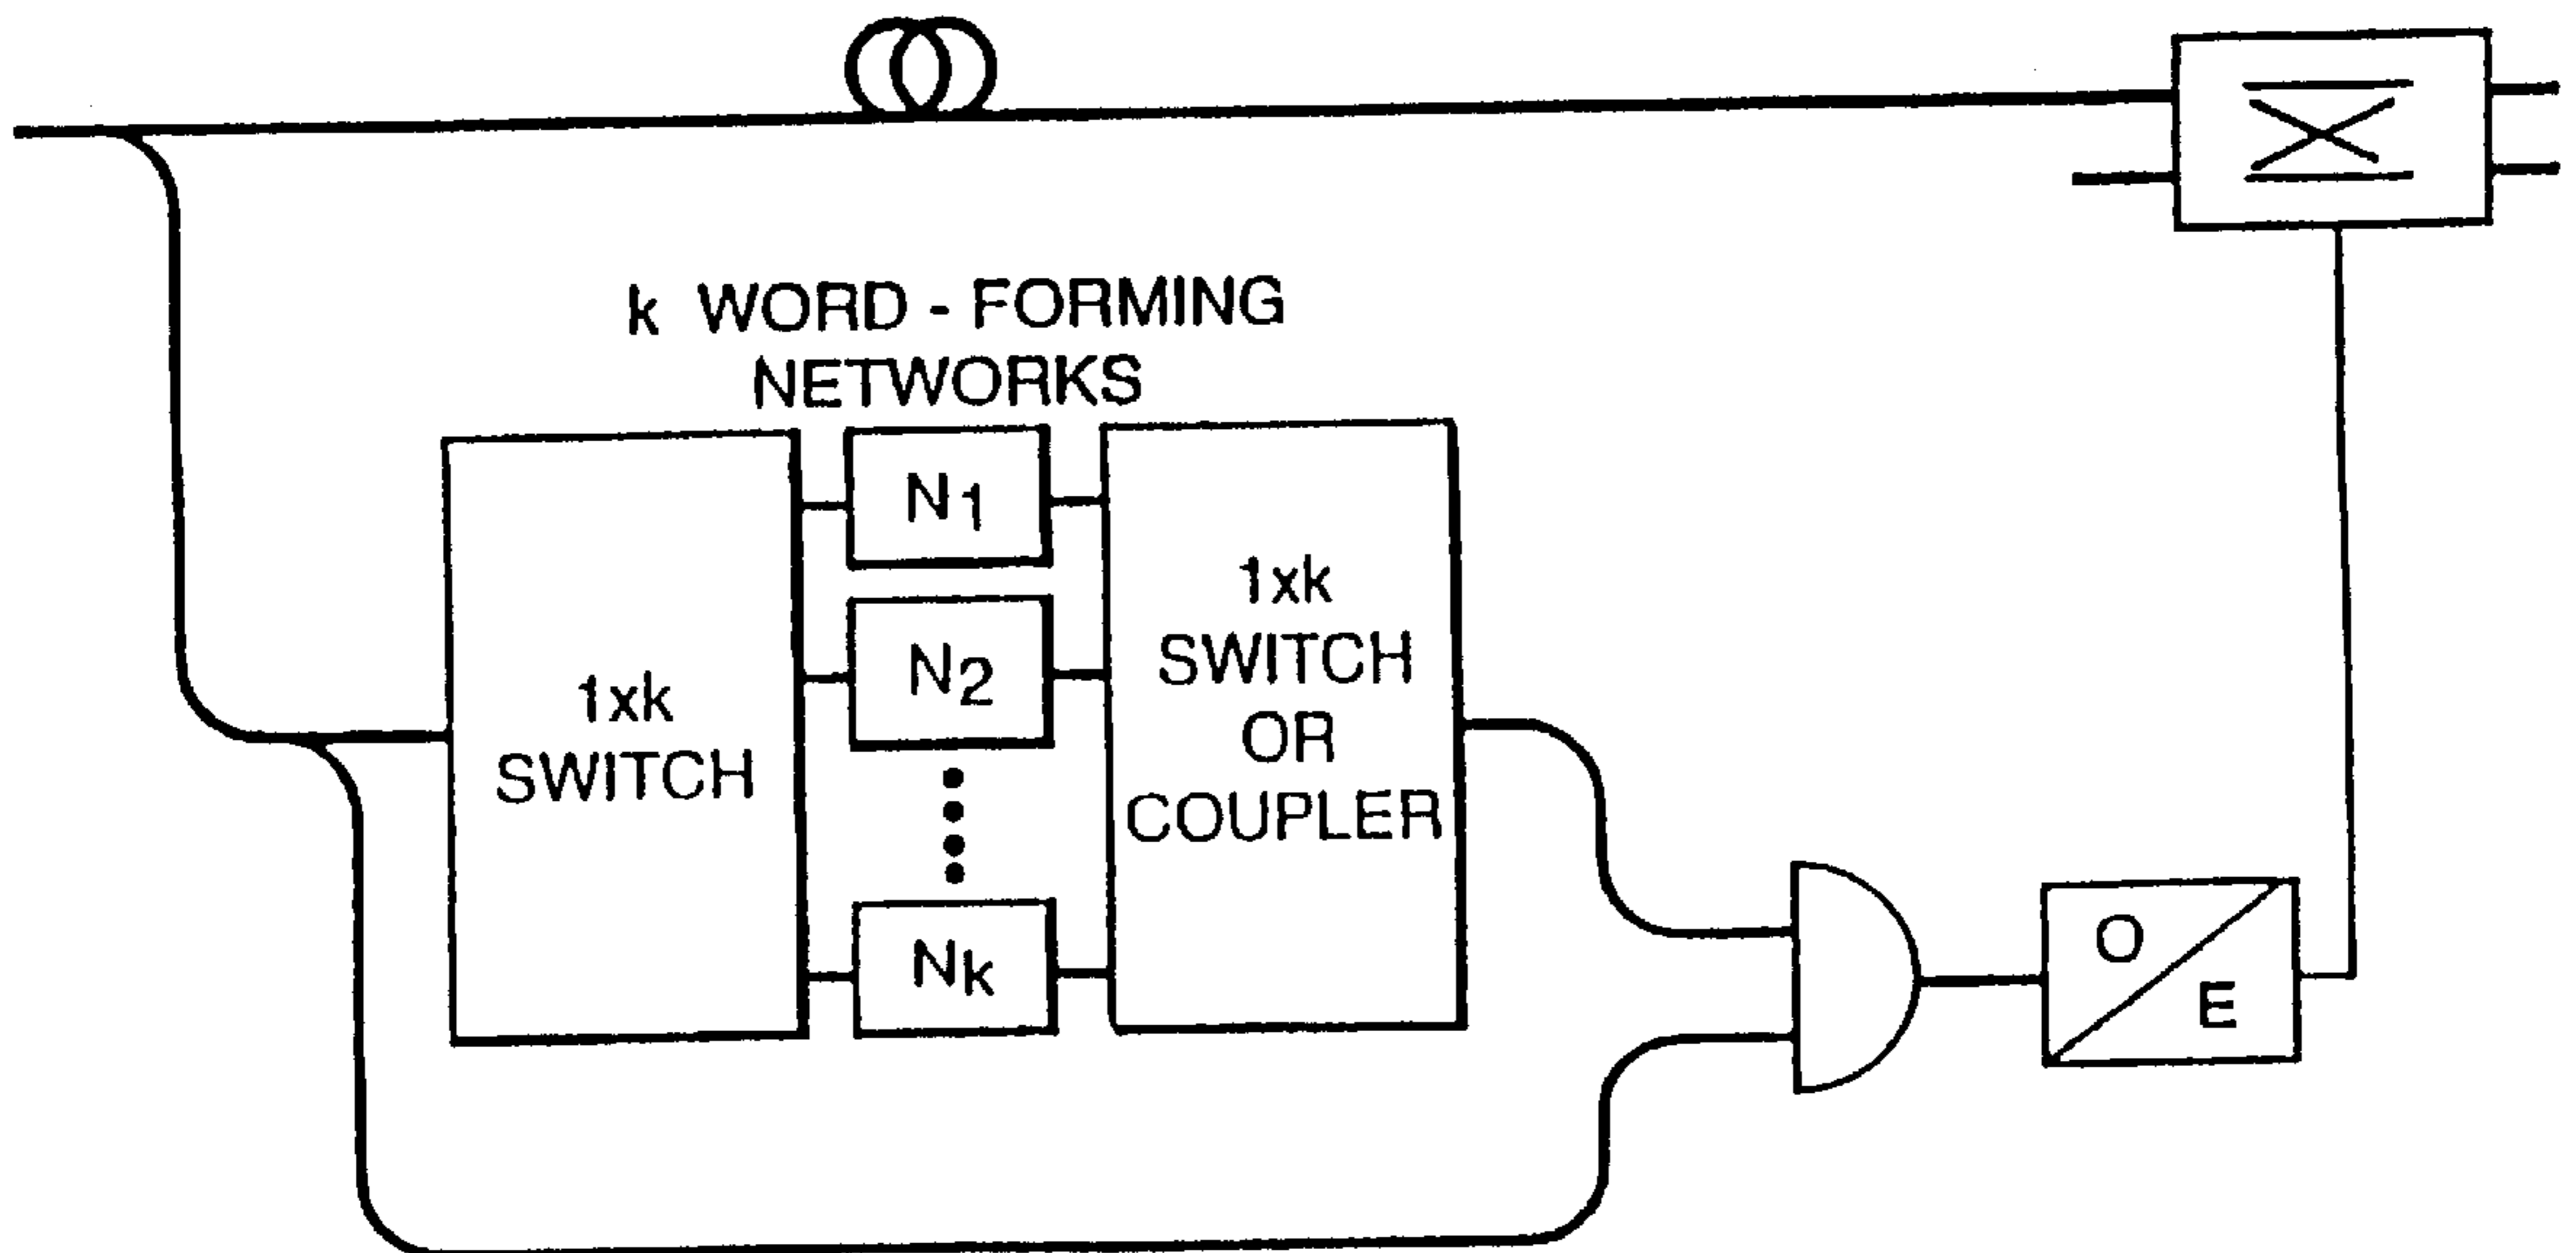 k WORD - FORMING
NETWORKS
1xk
SWITCH
N1
N2
Nk
1xk
SWITCH
OR
COUPLER
O
E